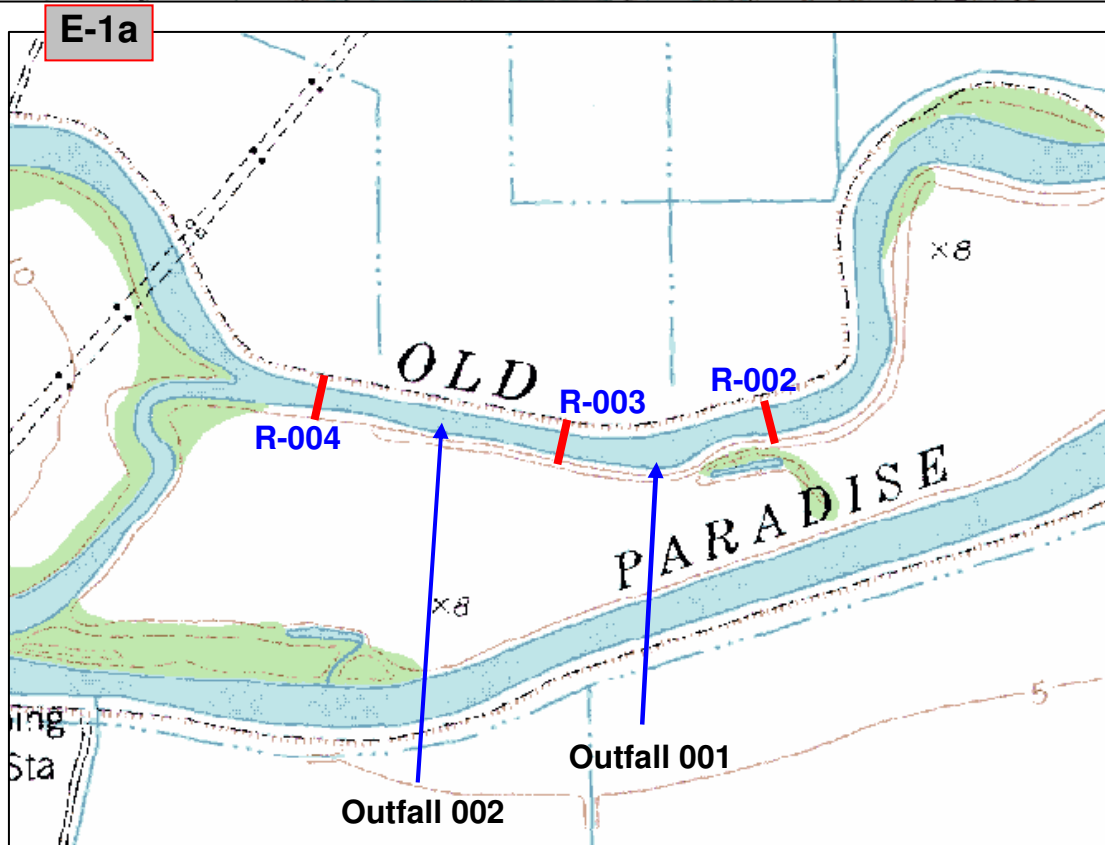 E-1a
×8
OLD
R-002
R-003
R-004
PARADISE
×8
5
ing
Sta
Outfall 001
Outfall 002